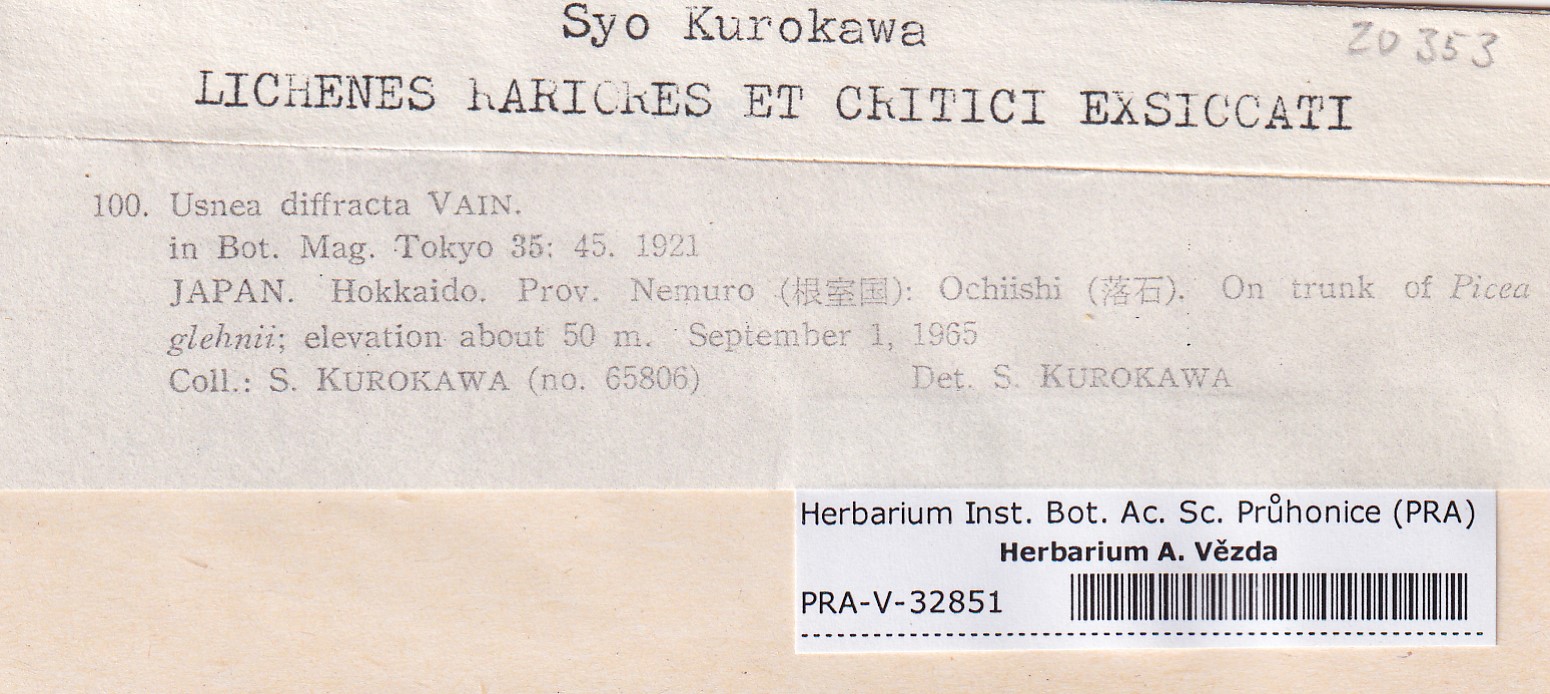 Syo Kurokawa
20353
LICHENES RARIORES ET CRITICI EXSICCATI
100. Usnea diffracta VAIN.
in Bot. Mag. Tokyo 35: 45. 1921
JAPAN. Hokkaido. Prov. Nemuro (根室国): Ochiishi (落石). On trunk of Picea
glehnii; elevation about 50 m. September 1, 1965
Coll.: S. KUROKAWA (no. 65806) Det. S. KUROKAWA
Herbarium Inst. Bot. Ac. Sc. Průhonice (PRA)
Herbarium A. Vězda
PRA-V-32851